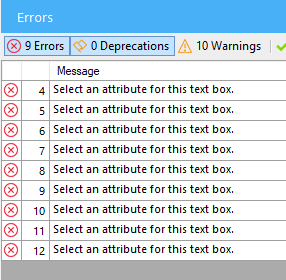 Errors
9 Errors 0 Deprecations 10 Warnings
Message
4 Select an attribute for this text box.
5 Select an attribute for this text box.
6 Select an attribute for this text box.
7 Select an attribute for this text box.
8 Select an attribute for this text box.
9 Select an attribute for this text box.
10 Select an attribute for this text box.
11 Select an attribute for this text box.
12 Select an attribute for this text box.